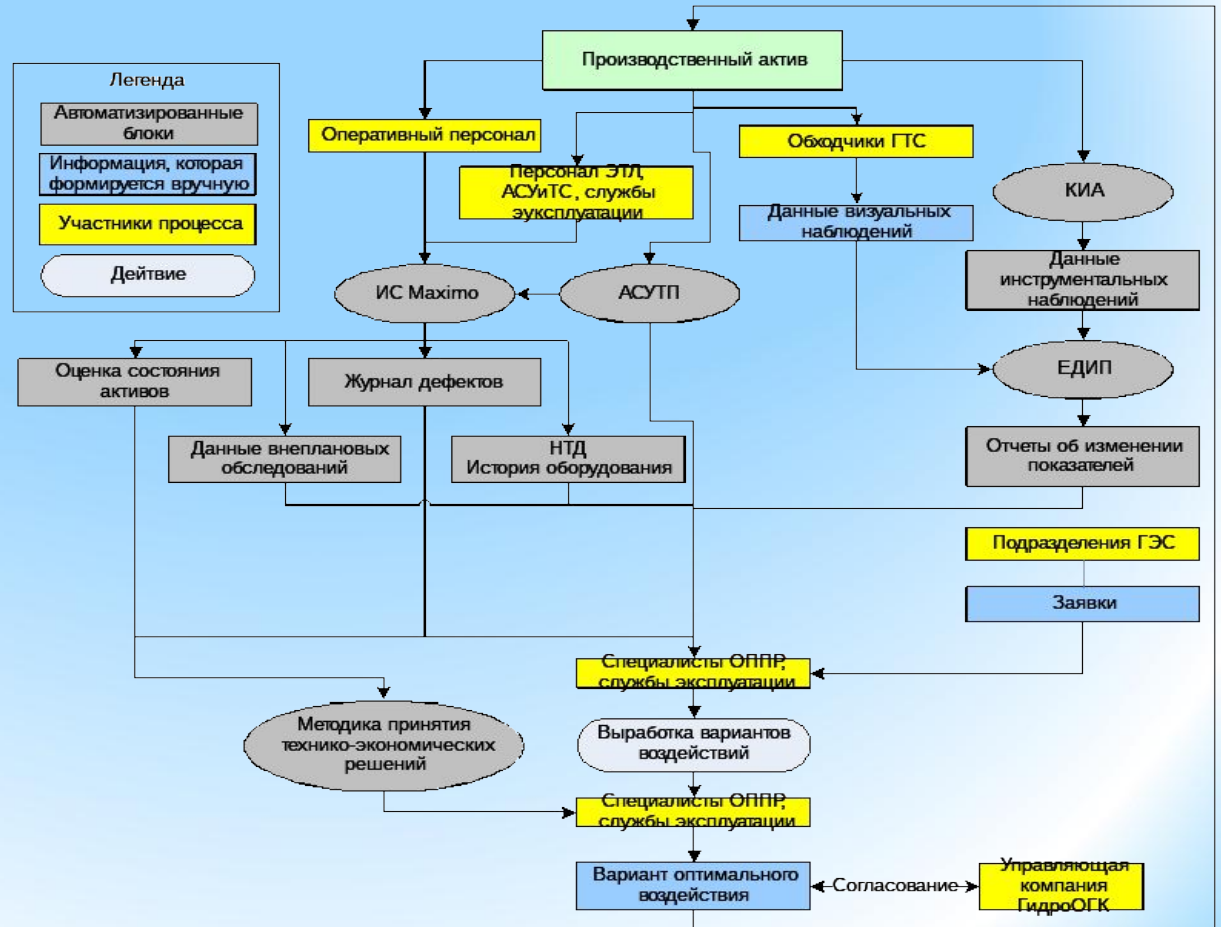 Производственный актив
Легенда
Автоматизированные
блоки
Информация, которая
формируется вручную
Участники процесса
Дейтвие
Оперативный персонал
Персонал ЭТЛ,
АСУиТС, службы
эуксплуатации
Обходчики ГТС
Данные визуальных
наблюдений
КИА
Данные
инструментальных
наблюдений
ИС Maximo
АСУТП
ЕДИП
Оценка состояния
активов
Журнал дефектов
Данные внеплановых
обследований
НТД
История оборудования
Отчеты об изменении
показателей
Подразделения ГЭС
Заявки
Специалисты ОППР,
службы эксплуатации
Методика принятия
технико-экономических
решений
Выработка вариантов
воздействий
Специалисты ОППР,
службы эксплуатации
Вариант оптимального
воздействия
Согласование
Управляющая
компания
ГидроОГК